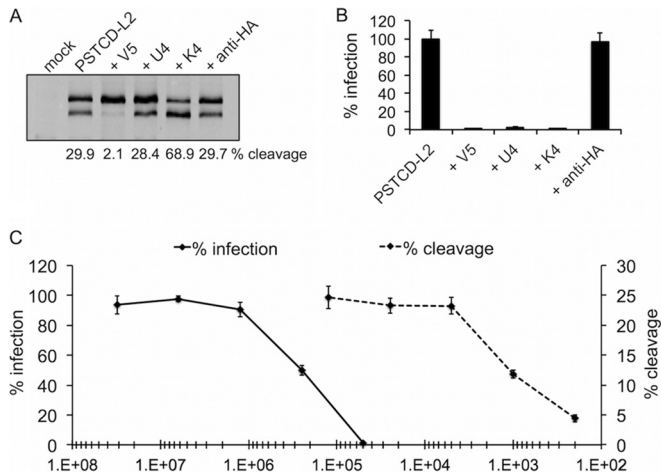 A
mock
PSTCD-L2
+ V5
+ U4
+ K4
+ anti-HA
29.9 2.1 28.4 68.9 29.7 % cleavage
B
% infection
120
100
80
60
40
20
0
PSTCD-L2
+ V5
+ U4
+ K4
+ anti-HA
C
% infection
% cleavage
% infection
120
100
80
60
40
20
0
30
25
20
15
10
5
0
% cleavage
1.E+08 1.E+07 1.E+06 1.E+05 1.E+04 1.E+03 1.E+02